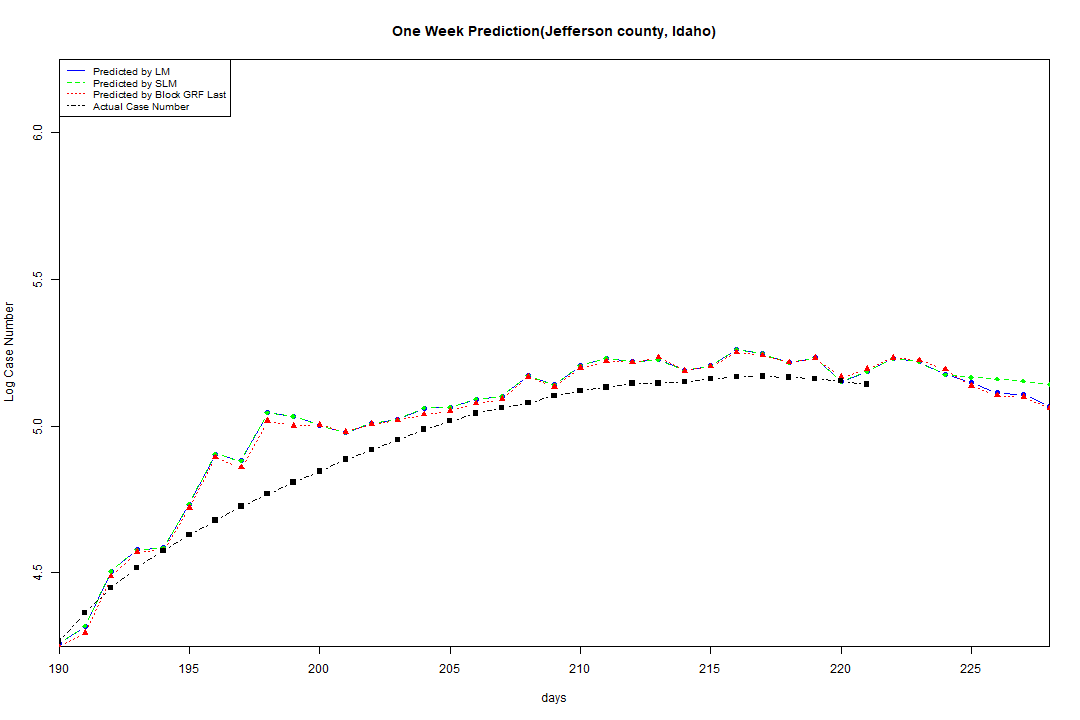 One Week Prediction(Jefferson county, Idaho)
Predicted by LM
Predicted by SLM
Predicted by Block GRF Last
Actual Case Number
6.0
5.5
5.0
4.5
Log Case Number
190 195 200 205 210 215 220 225
days